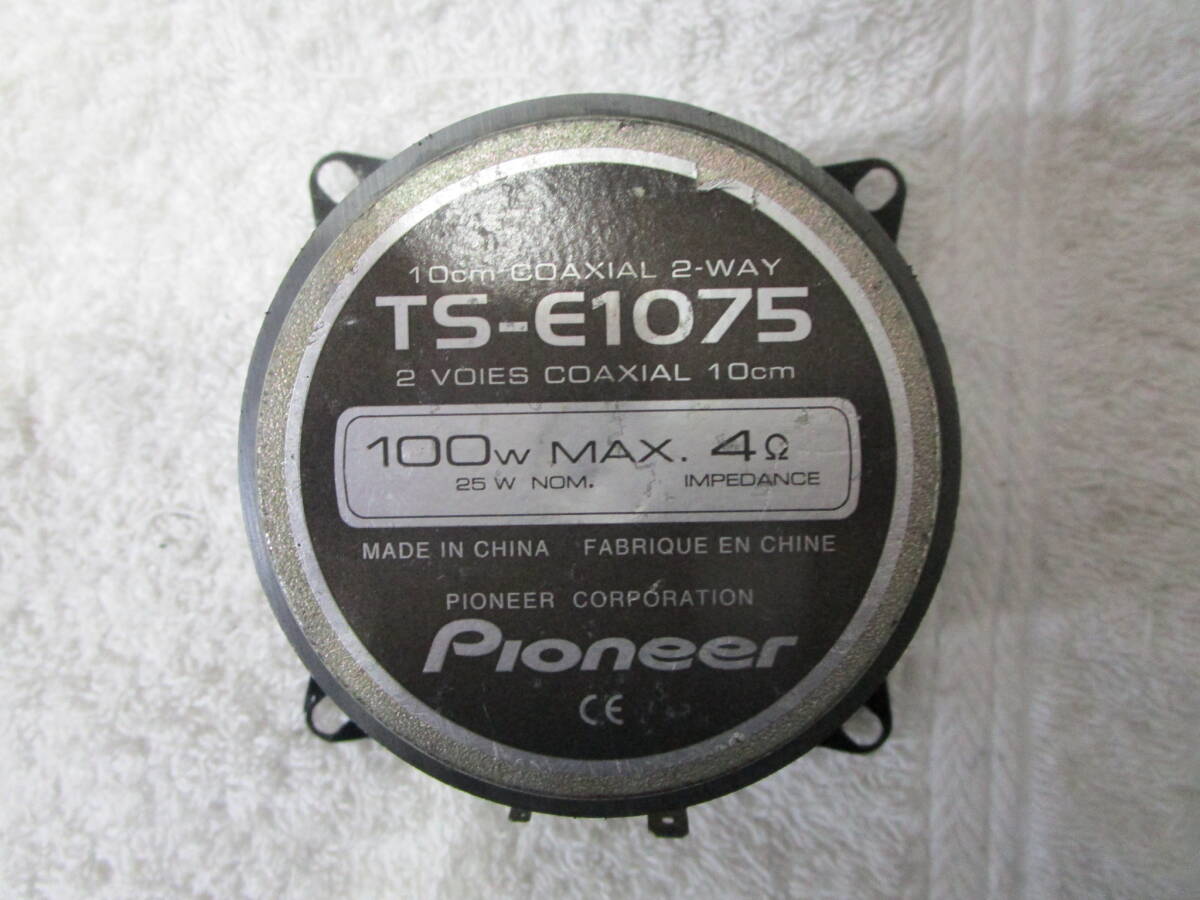 10cm COAXIAL 2-WAY
TS-E1075
2 VOIES COAXIAL 10cm
100W MAX. 4Ω
25 W NOM. IMPEDANCE
MADE IN CHINA FABRIQUE EN CHINE
PIONEER CORPORATION
Pioneer
CE